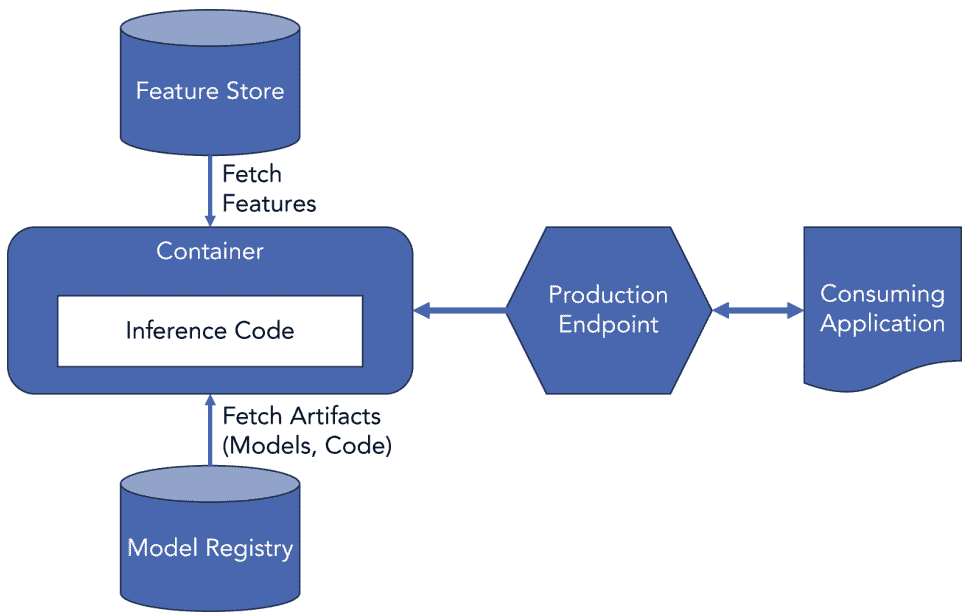 Feature Store
Fetch
Features
Container
Inference Code
Production
Endpoint
Consuming
Application
Fetch Artifacts
(Models, Code)
Model Registry